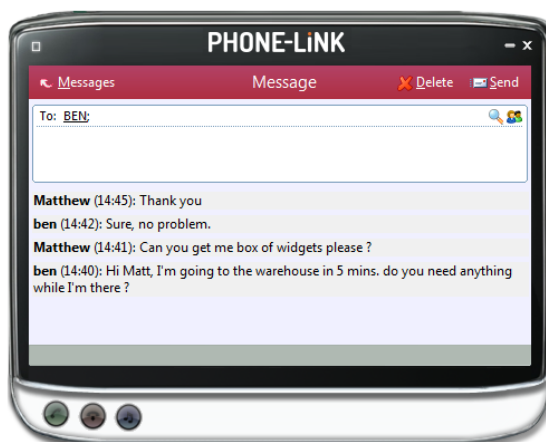 PHONE-LiNK
Messages Message Delete Send
To: BEN;
Matthew (14:45): Thank you
ben (14:42): Sure, no problem.
Matthew (14:41): Can you get me box of widgets please ?
ben (14:40): Hi Matt, I'm going to the warehouse in 5 mins. do you need anything
while I'm there ?